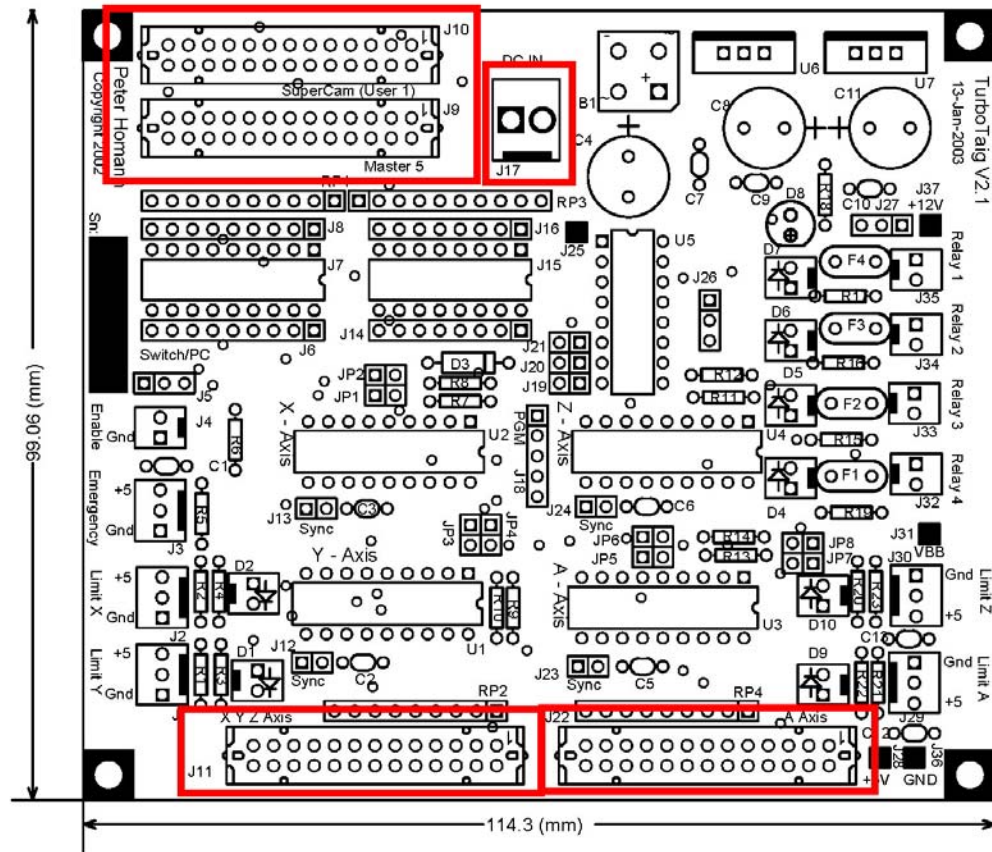 J10
DC IN
U6
U7
TurboTaig V2.1
13-Jan-2003
Peter Homann
Copyright 2002
SuperCam (User 1)
J9
B1
C8
C11
Master 5
J17
C4
RP1
RP3
C7
C9
D8
R18
C10
J27
J37
+12V
Sn:
J8
J16
J25
U5
J7
J15
J26
D7
F4
Relay 1
R17
J35
J6
J14
D6
F3
Relay 2
Switch/PC
J21
J20
J19
D3
R8
R7
R16
J34
J5
JP2
JP1
R12
R11
D5
F2
Relay 3
Enable
Gnd
J4
R6
C1
X - Axis
U2
PGM
J18
Z - Axis
U4
R15
J33
F1
Relay 4
Emergency
+5
Gnd
J3
R5
J13
Sync
C3
J24
Sync
C6
D4
R19
J32
JP3
JP4
JP6
JP5
R14
R13
JP8
JP7
J31
VBB
Limit X
+5
Gnd
J2
R2
R4
D2
Y - Axis
U1
R10
R9
A - Axis
U3
D10
R20
R23
J30
Gnd
+5
Limit Z
C13
Limit Y
+5
Gnd
R1
R3
D1
J12
Sync
C2
J23
Sync
C5
D9
R22
R21
Gnd
+5
Limit A
J29
X Y Z Axis
RP2
J22
RP4
A Axis
J11
J28
J36
GND
99.06 (mm)
114.3 (mm)